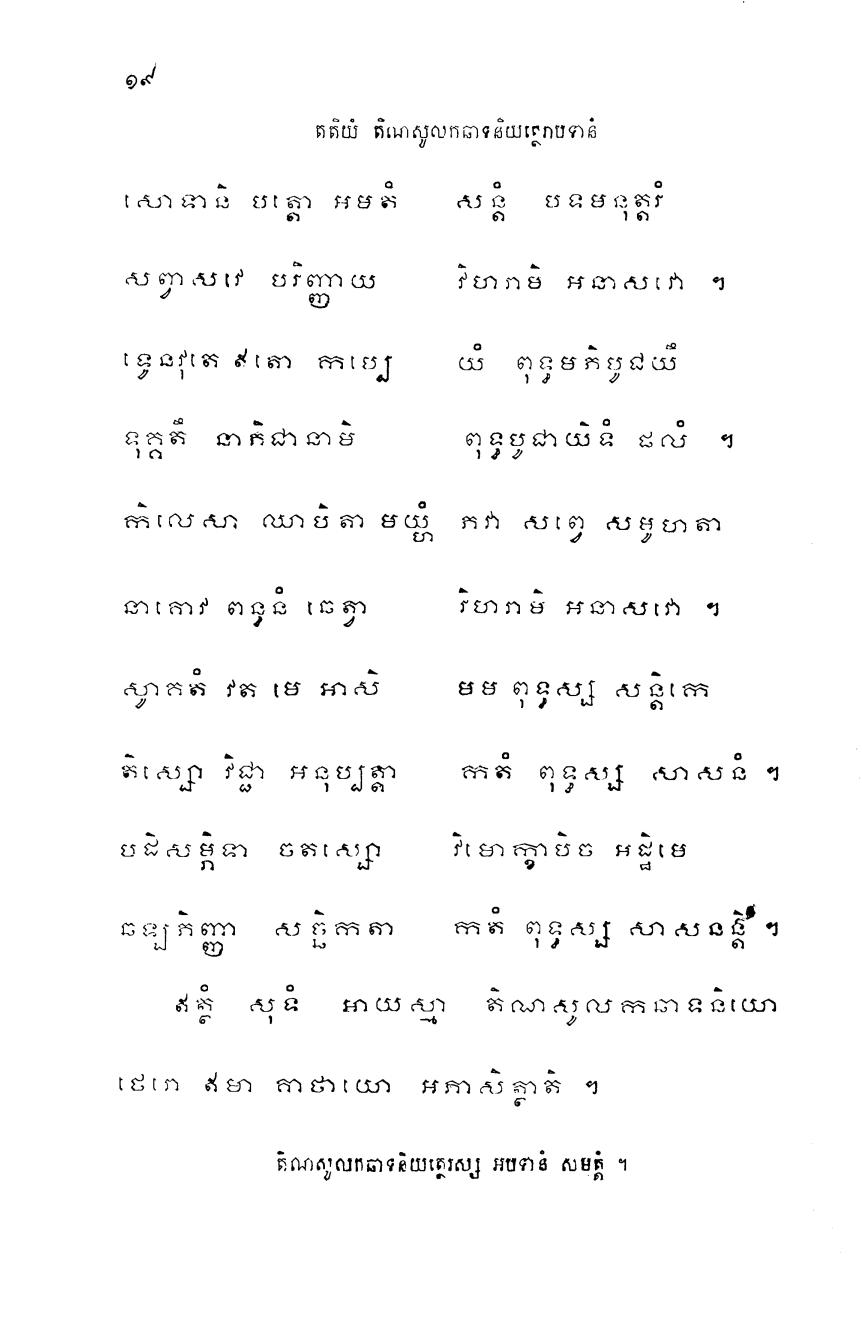 ១៩
តតិយំ តិណសូលកឆាទនិយត្ថេរាបទានំ
សោទានិ បត្តោ អមតំ សន្តំ បទមនុត្តរំ
សព្វាសវេ បរិញ្ញាយ វិហរាមិ អនាសវោ ។
ទ្វេនវុតេ ឥតោ កប្បេ យំ ពុទ្ធមភិបូជយឹ
ទុគ្គតឹ នាភិជានាមិ ពុទ្ធបូជាយិទំ ផលំ ។
កិលេសា ឈាបិតា មយ្ហំ ភវា សព្វេ សមូហតា
នាគោវ ពន្ធនំ ឆេត្វា វិហរាមិ អនាសវោ ។
ស្វាគតំ វត មេ អាសិ មម ពុទ្ធស្ស សន្តិកេ
តិស្សោ វិជ្ជា អនុប្បត្តា កតំ ពុទ្ធស្ស សាសនំ ។
បដិសម្ភិទា ចតស្សោ វិមោក្ខាបិច អដ្ឋិមេ
ឆឡភិញ្ញា សច្ឆិកតា កតំ ពុទ្ធស្ស សាសនន្តិ ។
ឥត្ថំ សុទំ អាយស្មា តិណសូលកឆាទនិយោ
ថេរោ ឥមា គាថាយោ អភាសិត្ថាតិ ។
តិណសូលកឆាទនិយត្ថេរស្ស អបទានំ សមត្តំ ។